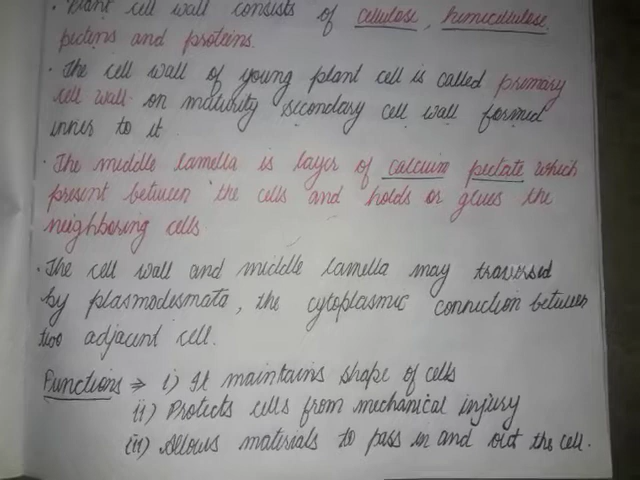 · Plant cell wall consists of cellulose, hemicellulose,
pectins and proteins.
· The cell wall of young plant cell is called primary
cell wall on maturity secondary cell wall formed
inner to it.
· The middle lamella is layer of calcium pectate which
present between the cells and holds or glues the
neighboring cells
· The cell wall and middle lamella may traversed
by plasmodesmata, the cytoplasmic connection between
two adjacent cell.
Functions ⇒ i) It maintains shape of cells
ii) Protects cells from mechanical injury
iii) Allows materials to pass in and out the cell.